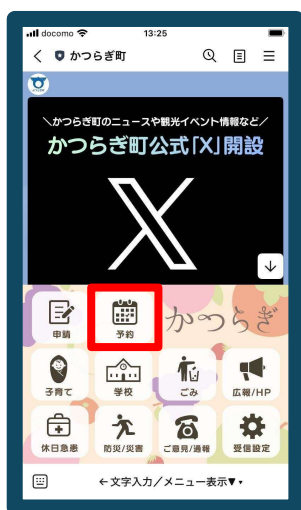 docomo 13:25
かつらぎ町
＼かつらぎ町のニュースや観光イベント情報など／
かつらぎ町公式「X」開設
X
申請 予約 かつらぎ
子育て 学校 ごみ 広報/HP
休日急患 防災/災害 ご意見/通報 受信設定
←文字入力/メニュー表示▼▾